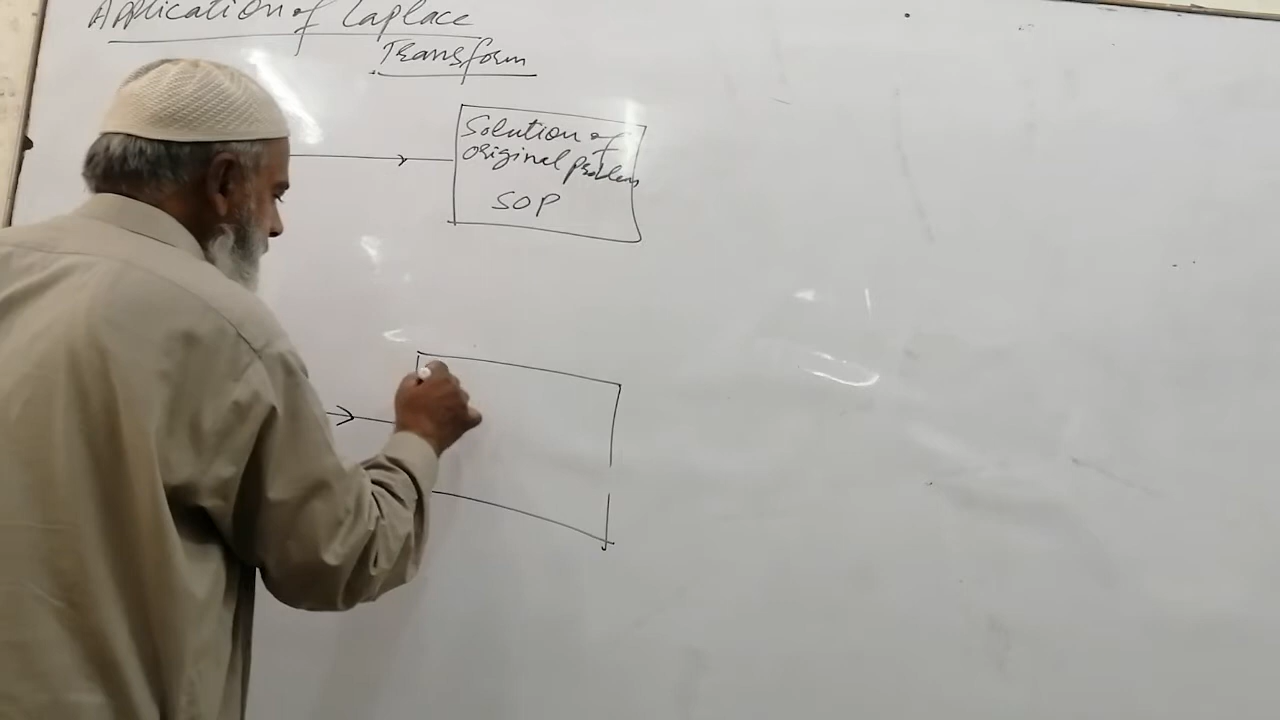 Application of Laplace
Transform
Solution of
original problem
SOP